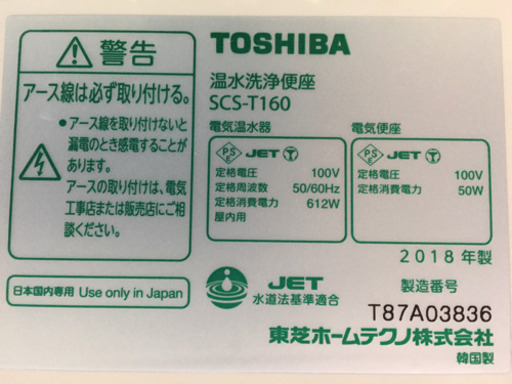 警告
アース線は必ず取り付ける。
●アース線を取り付けないと
漏電のとき感電することが
あります。
アースの取り付けは、電気
工事店または販売店にご相
談ください。
日本国内専用 Use only in Japan
TOSHIBA
温水洗浄便座
SCS-T160
電気温水器
PSE JET T
定格電圧 100V
定格周波数 50/60Hz
定格消費電力 612W
屋内用
電気便座
PSE JET T
定格電圧 100V
定格消費電力 50W
2018年製
JET
水道法基準適合
製造番号
T87A03836
東芝ホームテクノ株式会社
韓国製